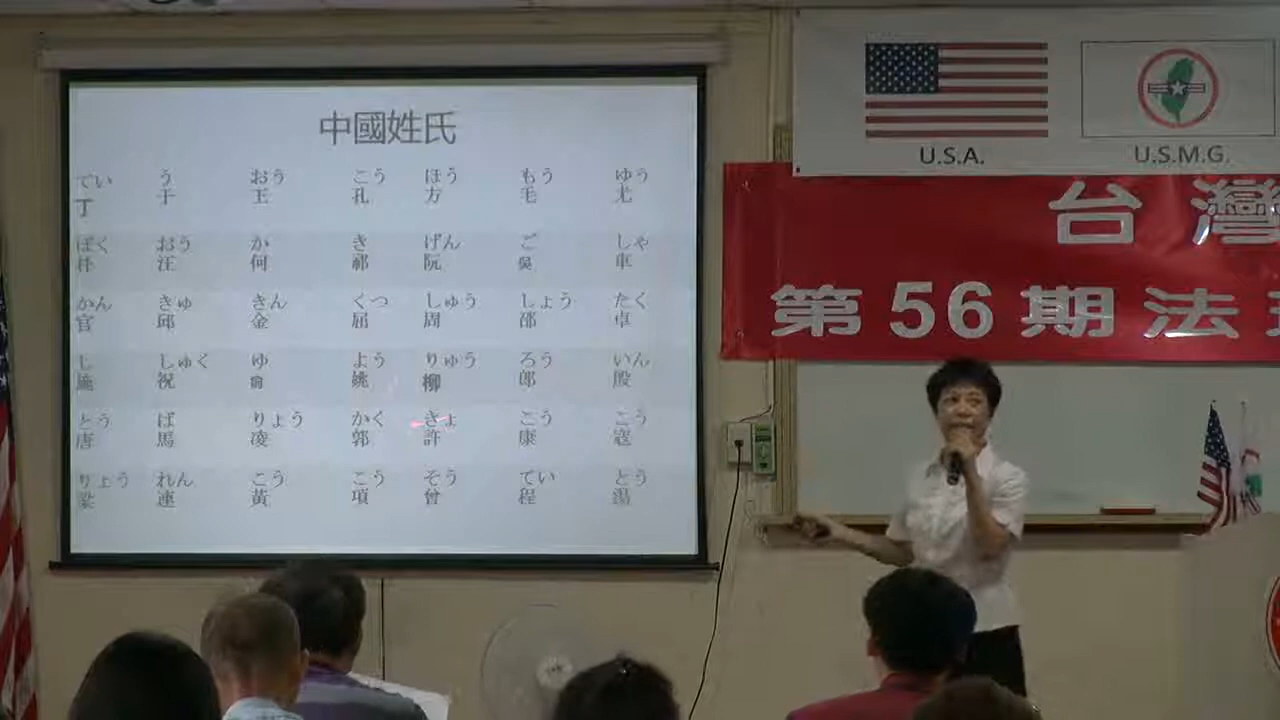 中國姓氏
てい う おう こう ほう もう ゆう
丁 于 王 孔 方 毛 尤
ぼく おう か き げん ご しゃ
朴 汪 何 祁 阮 吳 車
かん きゅ きん くつ しゅう しょう たく
官 邱 金 屈 周 邵 卓
し しゅく ゆ よう りゅう ろう いん
施 祝 俞 姚 柳 郎 殷
とう ば りょう かく きょ こう こう
唐 馬 凌 郭 許 康 寇
りょう れん こう こう そう てい とう
梁 連 黃 項 曾 程 湯
U.S.A.
U.S.M.G.
台灣
第56期法